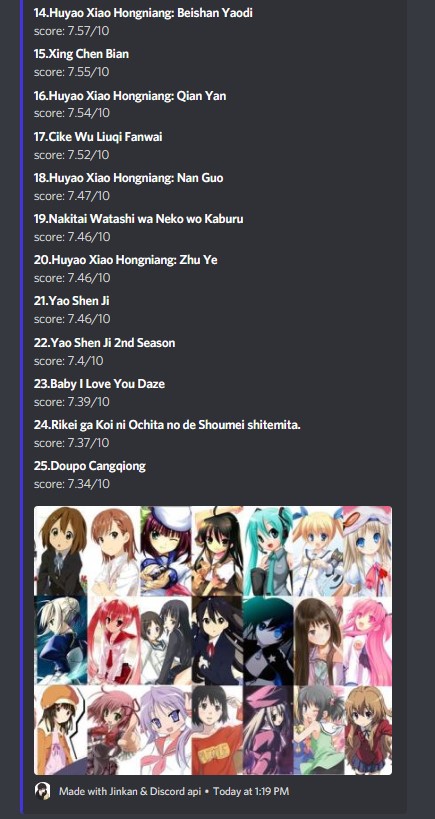 14.Huyao Xiao Hongniang: Beishan Yaodi
score: 7.57/10
15.Xing Chen Bian
score: 7.55/10
16.Huyao Xiao Hongniang: Qian Yan
score: 7.54/10
17.Cike Wu Liuqi Fanwai
score: 7.52/10
18.Huyao Xiao Hongniang: Nan Guo
score: 7.47/10
19.Nakitai Watashi wa Neko wo Kaburu
score: 7.46/10
20.Huyao Xiao Hongniang: Zhu Ye
score: 7.46/10
21.Yao Shen Ji
score: 7.46/10
22.Yao Shen Ji 2nd Season
score: 7.4/10
23.Baby I Love You Daze
score: 7.39/10
24.Rikei ga Koi ni Ochita no de Shoumei shitemita.
score: 7.37/10
25.Doupo Cangqiong
score: 7.34/10
Made with Jinkan & Discord api • Today at 1:19 PM